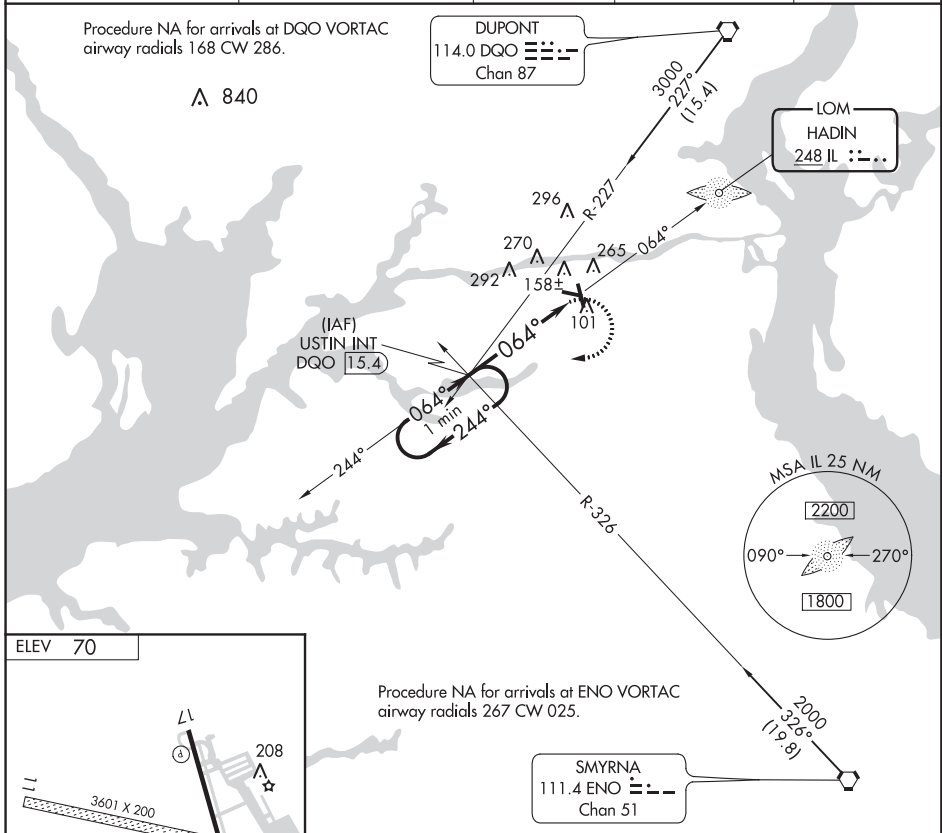 Procedure NA for arrivals at DQO VORTAC
airway radials 168 CW 286.
840
DUPONT
114.0 DQO
Chan 87
3000
227°
(15.4)
LOM
HADIN
248 IL
R-227
296
270
265
292
158±
064°
101
(IAF)
USTIN INT
DQO 15.4
064°
064°
1 min
244°
244°
R-326
MSA IL 25 NM
2200
090°
270°
1800
ELEV 70
17
208
11
3601 X 200
Procedure NA for arrivals at ENO VORTAC
airway radials 267 CW 025.
2000
326°
(19.8)
SMYRNA
111.4 ENO
Chan 51